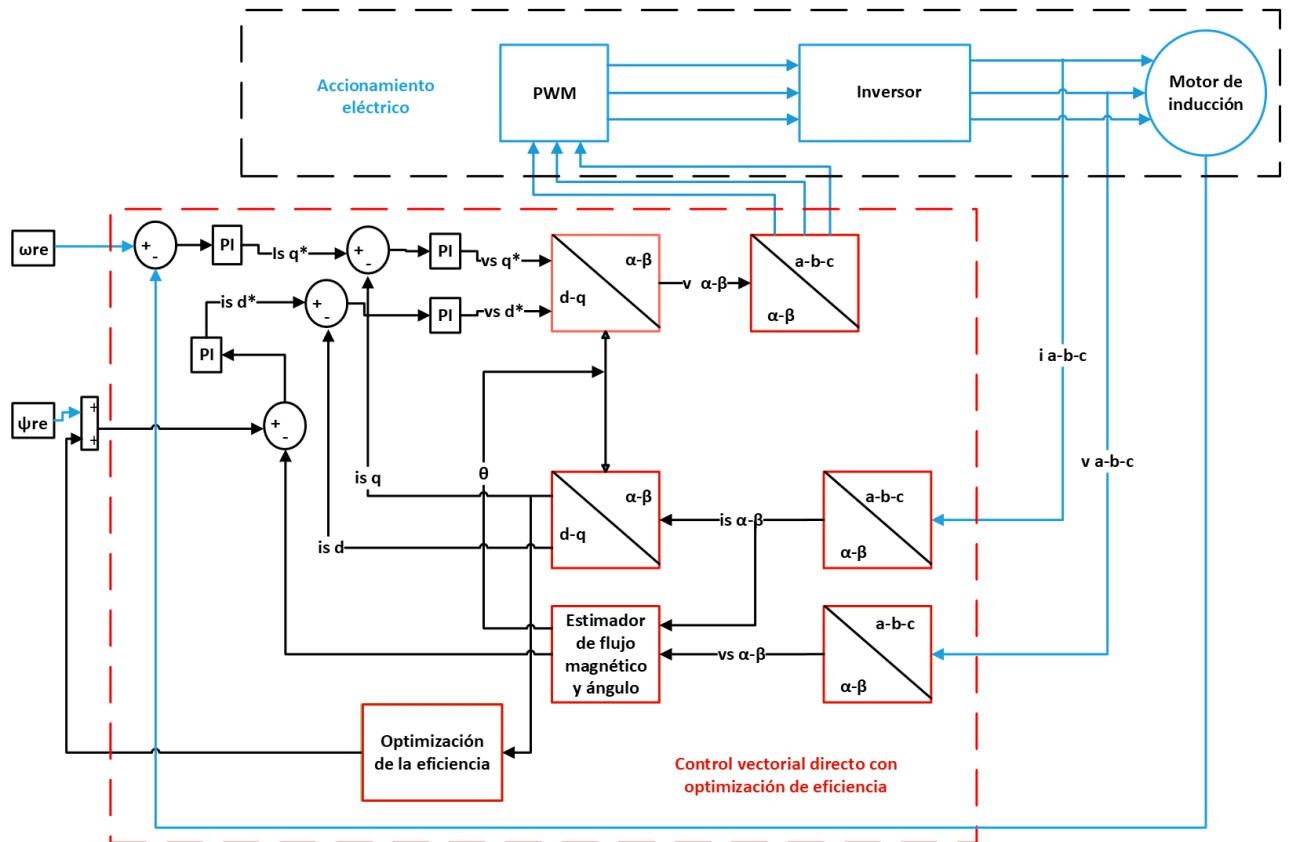 Accionamiento
eléctrico
PWM
Inversor
Motor de
inducción
ωre
+
-
PI
Is q*
+
-
PI
vs q*
α-β
d-q
v α-β
a-b-c
α-β
is d*
+
-
PI
vs d*
PI
i a-b-c
ψre
+
+
+
-
v a-b-c
θ
is q
α-β
d-q
is α-β
a-b-c
α-β
is d
Estimador
de flujo
magnético
y ángulo
vs α-β
a-b-c
α-β
Optimización
de la eficiencia
Control vectorial directo con
optimización de eficiencia